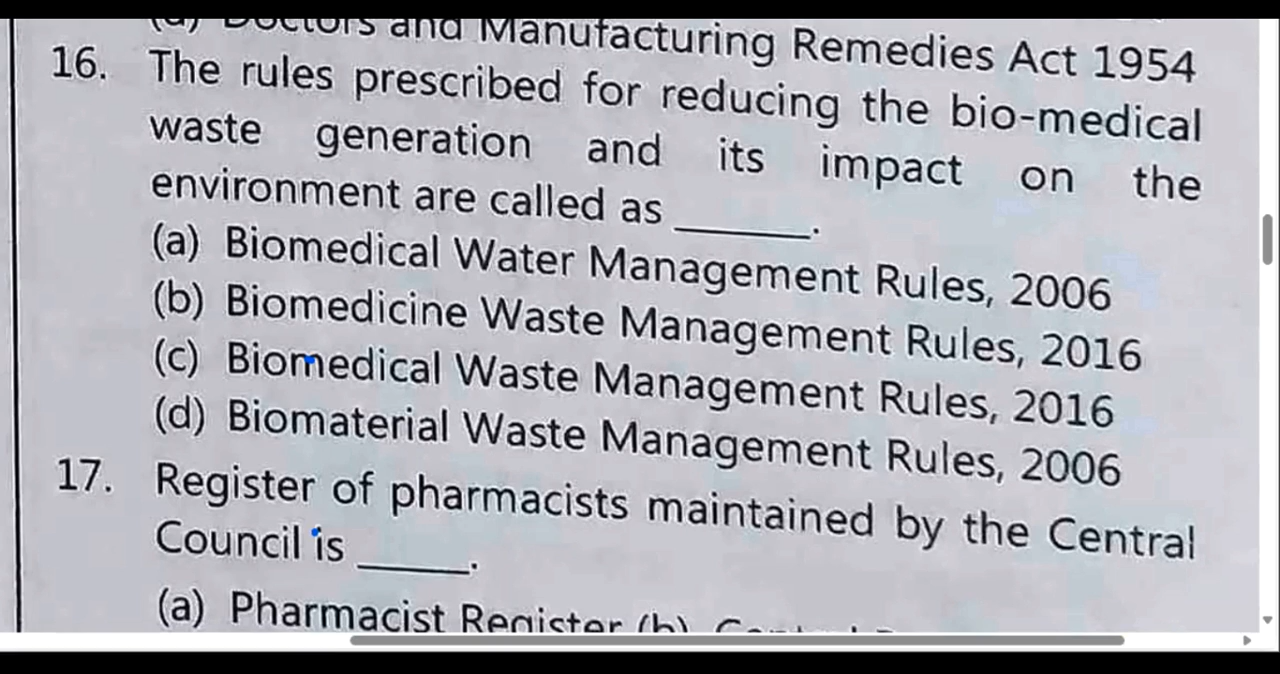 (d) Doctors and Manufacturing Remedies Act 1954
16. The rules prescribed for reducing the bio-medical
waste generation and its impact on the
environment are called as ______.
(a) Biomedical Water Management Rules, 2006
(b) Biomedicine Waste Management Rules, 2016
(c) Biomedical Waste Management Rules, 2016
(d) Biomaterial Waste Management Rules, 2006
17. Register of pharmacists maintained by the Central
Council is ______.
(a) Pharmacist Register (b)